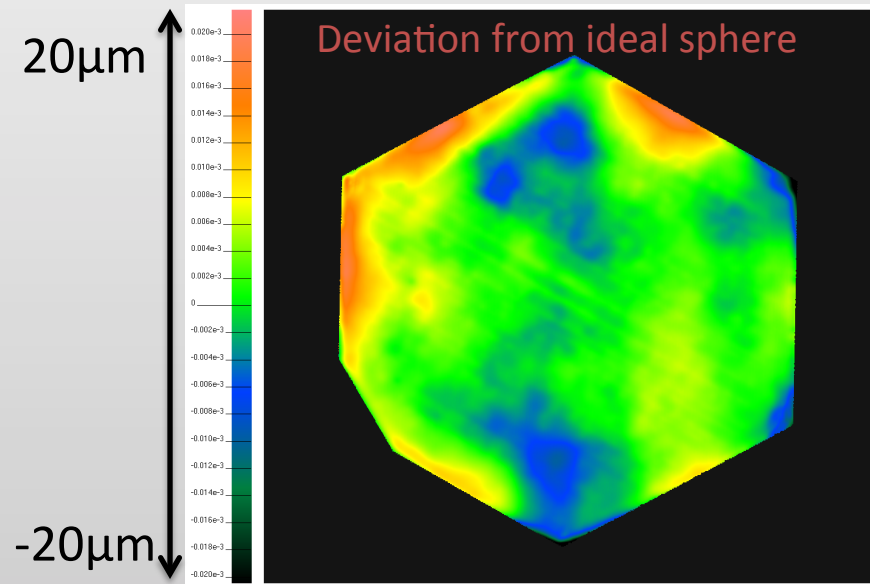 Deviation from ideal sphere
20µm
0.020e-3
0.018e-3
0.016e-3
0.014e-3
0.012e-3
0.010e-3
0.008e-3
0.006e-3
0.004e-3
0.002e-3
0
-0.002e-3
-0.004e-3
-0.006e-3
-0.008e-3
-0.010e-3
-0.012e-3
-0.014e-3
-0.016e-3
-0.018e-3
-0.020e-3
-20µm